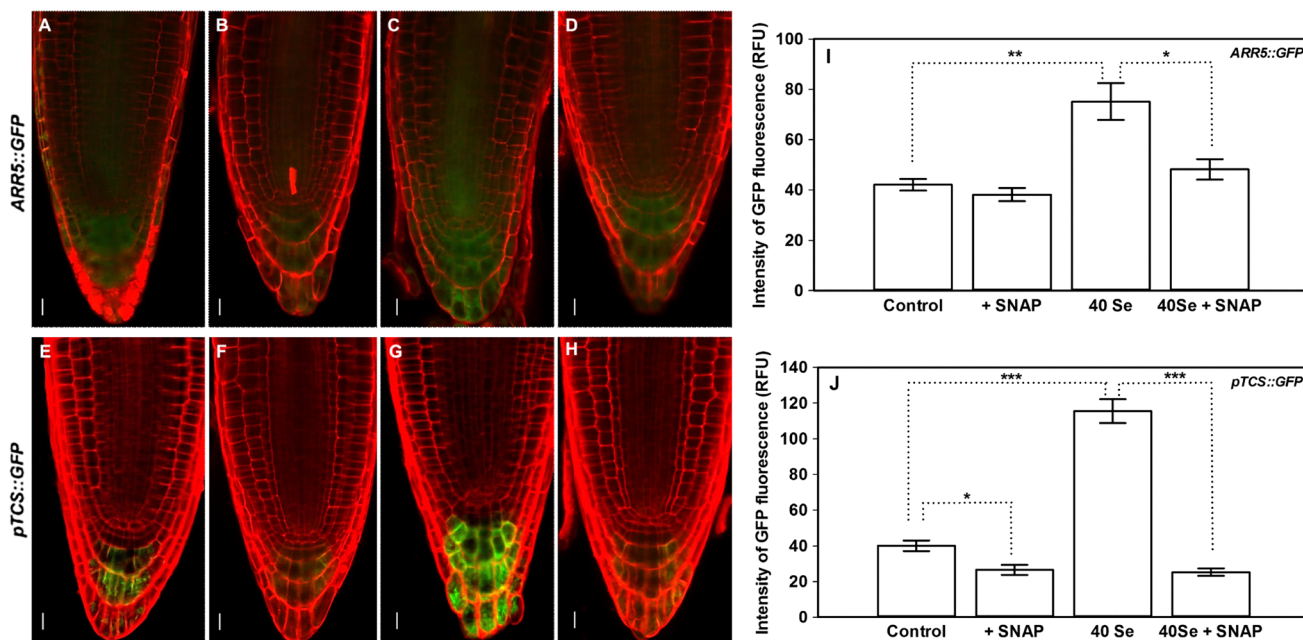 A
B
C
D
ARR5::GFP
E
F
G
H
pTCS::GFP
I
ARR5::GFP
Intensity of GFP fluorescence (RFU)
100
80
60
40
20
0
**
*
Control
+ SNAP
40 Se
40Se + SNAP
J
pTCS::GFP
Intensity of GFP fluorescence (RFU)
140
120
100
80
60
40
20
0
***
***
*
Control
+ SNAP
40 Se
40Se + SNAP